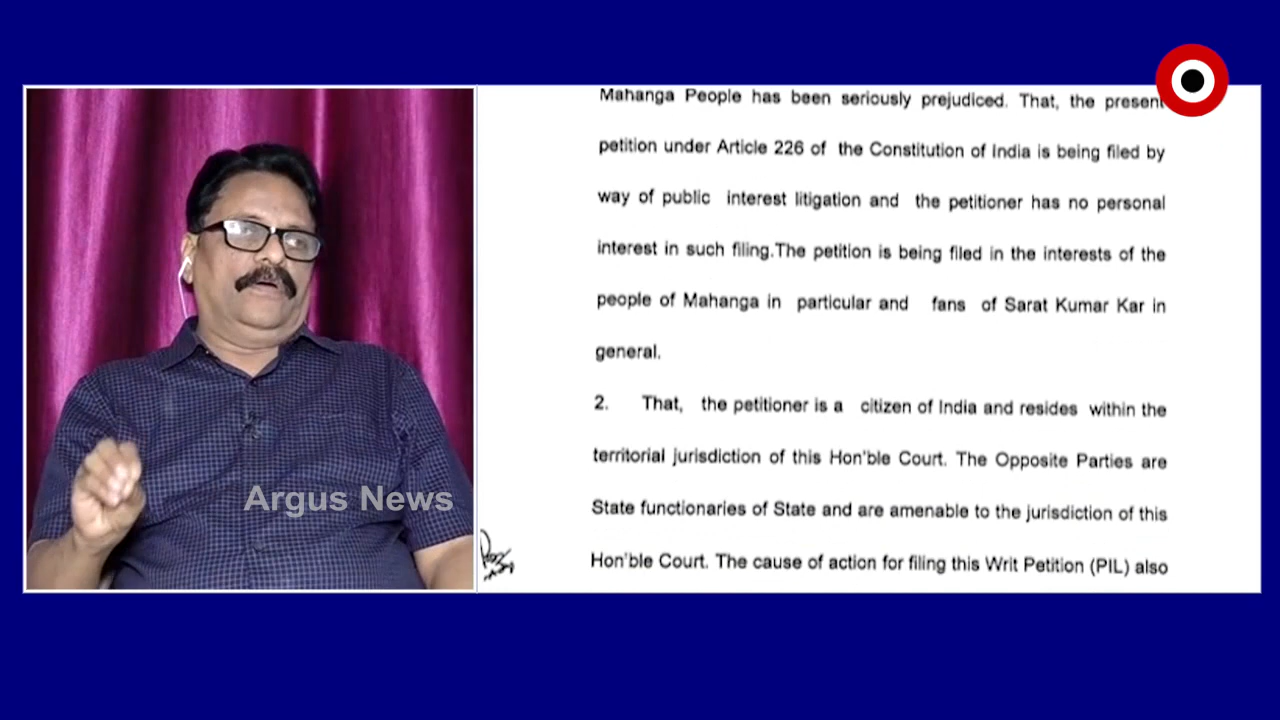 Mahanga People has been seriously prejudiced. That, the present
petition under Article 226 of the Constitution of India is being filed by
way of public interest litigation and the petitioner has no personal
interest in such filing.The petition is being filed in the interests of the
people of Mahanga in particular and fans of Sarat Kumar Kar in
general.
2. That, the petitioner is a citizen of India and resides within the
territorial jurisdiction of this Hon'ble Court. The Opposite Parties are
State functionaries of State and are amenable to the jurisdiction of this
Hon'ble Court. The cause of action for filing this Writ Petition (PIL) also
Argus News